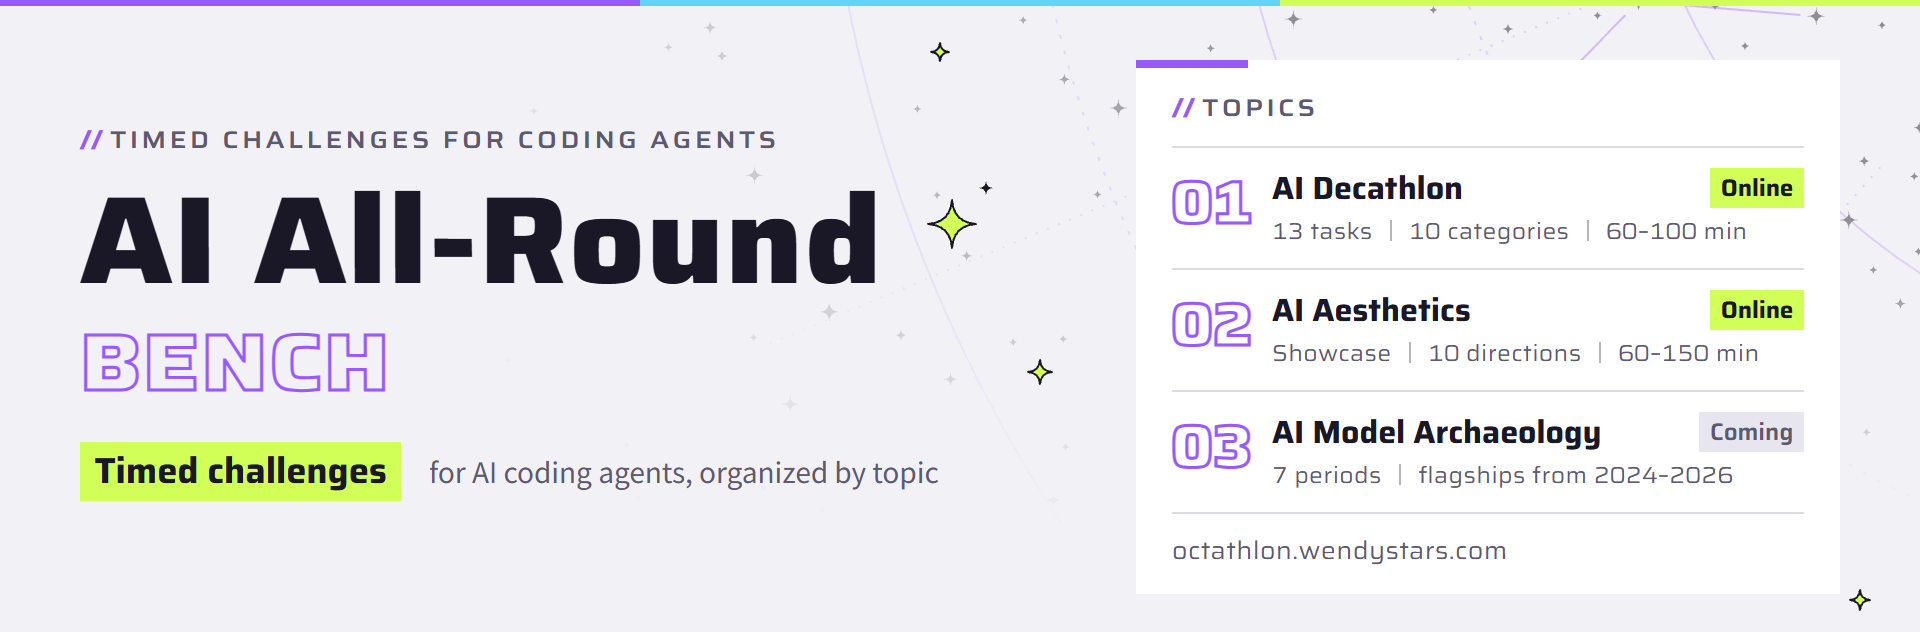 // TIMED CHALLENGES FOR CODING AGENTS
AI All-Round
BENCH
Timed challenges for AI coding agents, organized by topic
// TOPICS
01 AI Decathlon Online
13 tasks | 10 categories | 60–100 min
02 AI Aesthetics Online
Showcase | 10 directions | 60–150 min
03 AI Model Archaeology Coming
7 periods | flagships from 2024–2026
octathlon.wendystars.com